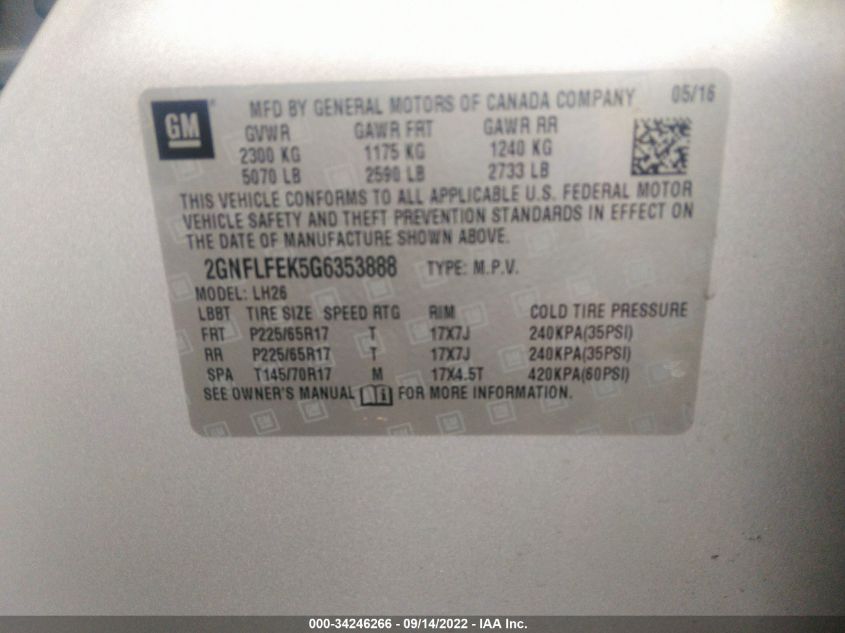 GM
MFD BY GENERAL MOTORS OF CANADA COMPANY 05/16
GVWR GAWR FRT GAWR RR
2300 KG 1175 KG 1240 KG
5070 LB 2590 LB 2733 LB
THIS VEHICLE CONFORMS TO ALL APPLICABLE U.S. FEDERAL MOTOR
VEHICLE SAFETY AND THEFT PREVENTION STANDARDS IN EFFECT ON
THE DATE OF MANUFACTURE SHOWN ABOVE.
2GNFLFEK5G6353888 TYPE: M.P.V.
MODEL: LH26
LBBT TIRE SIZE SPEED RTG RIM COLD TIRE PRESSURE
FRT P225/65R17 T 17X7J 240KPA(35PSI)
RR P225/65R17 T 17X7J 240KPA(35PSI)
SPA T145/70R17 M 17X4.5T 420KPA(60PSI)
SEE OWNER'S MANUAL FOR MORE INFORMATION.
000-34246266 - 09/14/2022 - IAA Inc.